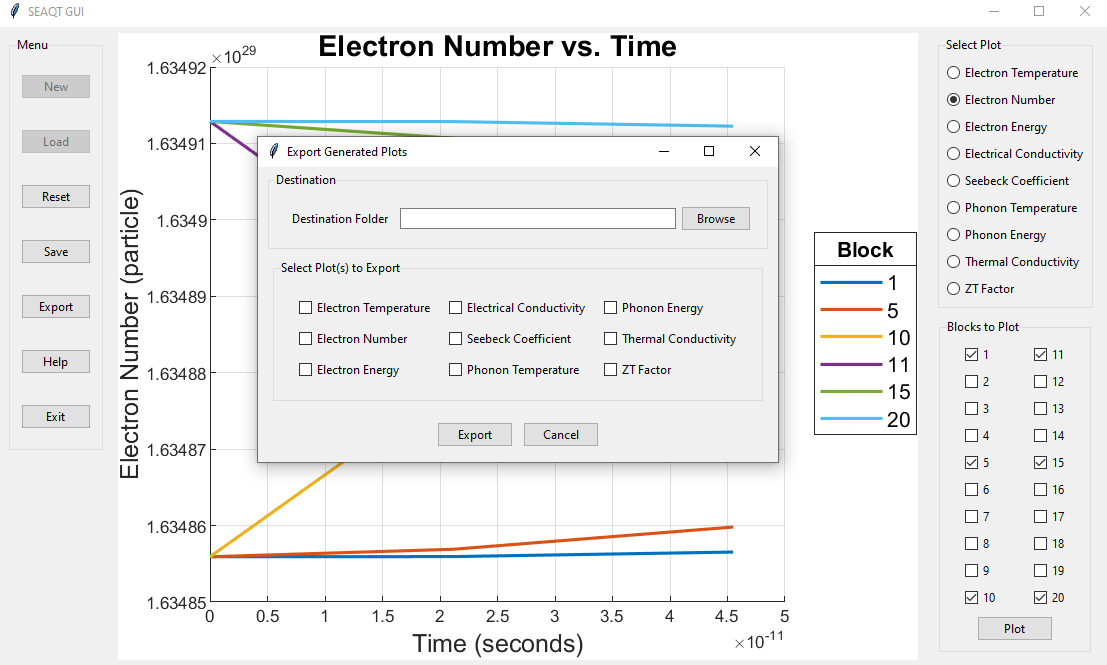 SEAQT GUI
Menu
New
Load
Reset
Save
Export
Help
Exit
Electron Number vs. Time
×10^29
1.63492
1.63491
1.6349
1.63489
1.63488
1.63487
1.63486
1.63485
Electron Number (particle)
0 0.5 1 1.5 2 2.5 3 3.5 4 4.5 5
Time (seconds)
×10^-11
Export Generated Plots
Destination
Destination Folder Browse
Select Plot(s) to Export
Electron Temperature Electrical Conductivity Phonon Energy
Electron Number Seebeck Coefficient Thermal Conductivity
Electron Energy Phonon Temperature ZT Factor
Export Cancel
Block
1
5
10
11
15
20
Select Plot
Electron Temperature
Electron Number
Electron Energy
Electrical Conductivity
Seebeck Coefficient
Phonon Temperature
Phonon Energy
Thermal Conductivity
ZT Factor
Blocks to Plot
1 11
2 12
3 13
4 14
5 15
6 16
7 17
8 18
9 19
10 20
Plot